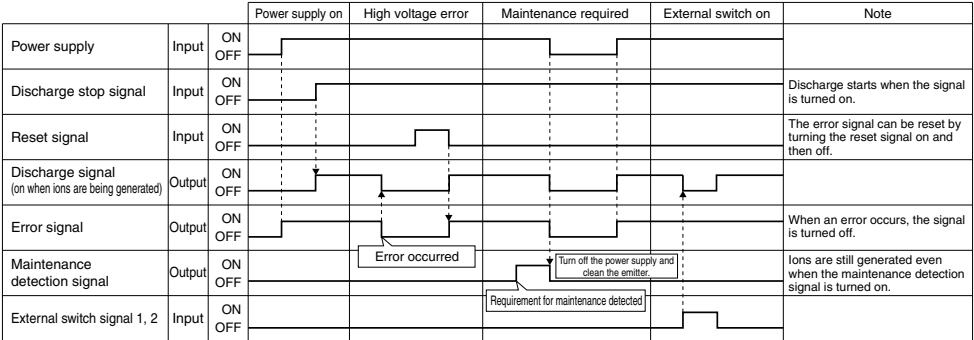 Power supply on High voltage error Maintenance required External switch on Note
Power supply Input ON
OFF
Discharge stop signal Input ON
OFF
Discharge starts when the signal
is turned on.
Reset signal Input ON
OFF
The error signal can be reset by
turning the reset signal on and
then off.
Discharge signal
(on when ions are being generated) Output ON
OFF
Error signal Output ON
OFF
When an error occurs, the signal
is turned off.
Error occurred
Maintenance
detection signal Output ON
OFF
Turn off the power supply and
clean the emitter.
Requirement for maintenance detected
Ions are still generated even
when the maintenance detection
signal is turned on.
External switch signal 1, 2 Input ON
OFF